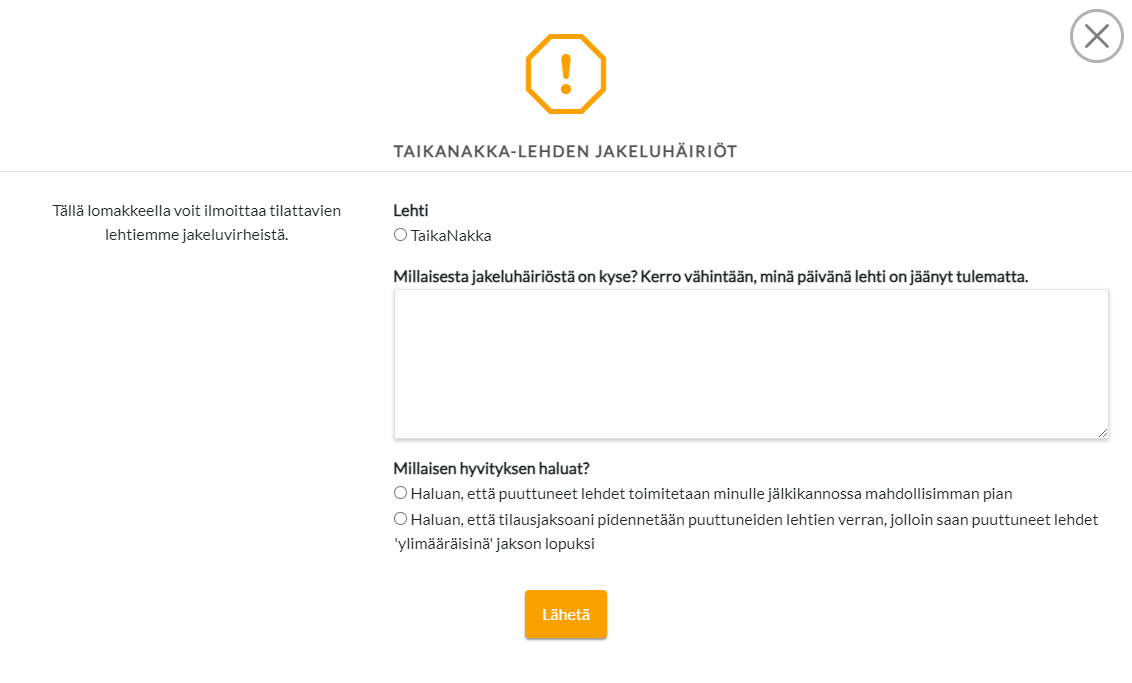 TAIKANAKKA-LEHDEN JAKELUHÄIRIÖT
Tällä lomakkeella voit ilmoittaa tilattavien
lehtiemme jakeluvirheistä.
Lehti
TaikaNakka
Millaisesta jakeluhäiriöstä on kyse? Kerro vähintään, minä päivänä lehti on jäänyt tulematta.
Millaisen hyvityksen haluat?
Haluan, että puuttuneet lehdet toimitetaan minulle jälkikannossa mahdollisimman pian
Haluan, että tilausjaksoani pidennetään puuttuneiden lehtien verran, jolloin saan puuttuneet lehdet
'ylimääräisinä' jakson lopuksi
Lähetä